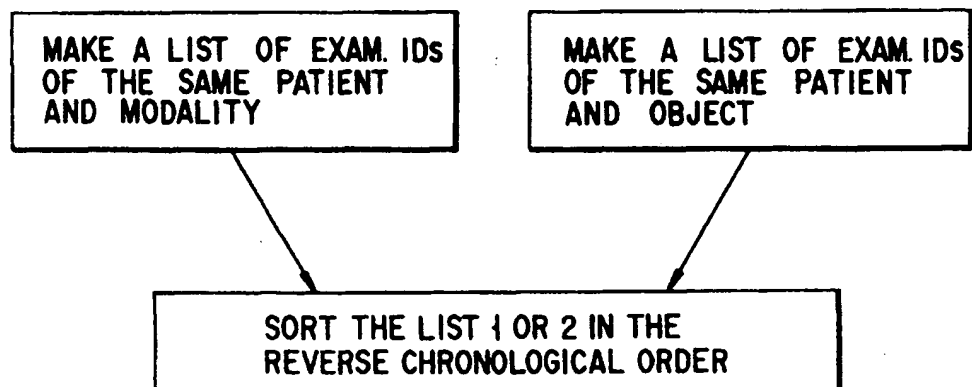 MAKE A LIST OF EXAM. IDs
OF THE SAME PATIENT
AND MODALITY
MAKE A LIST OF EXAM. IDs
OF THE SAME PATIENT
AND OBJECT
SORT THE LIST 1 OR 2 IN THE
REVERSE CHRONOLOGICAL ORDER